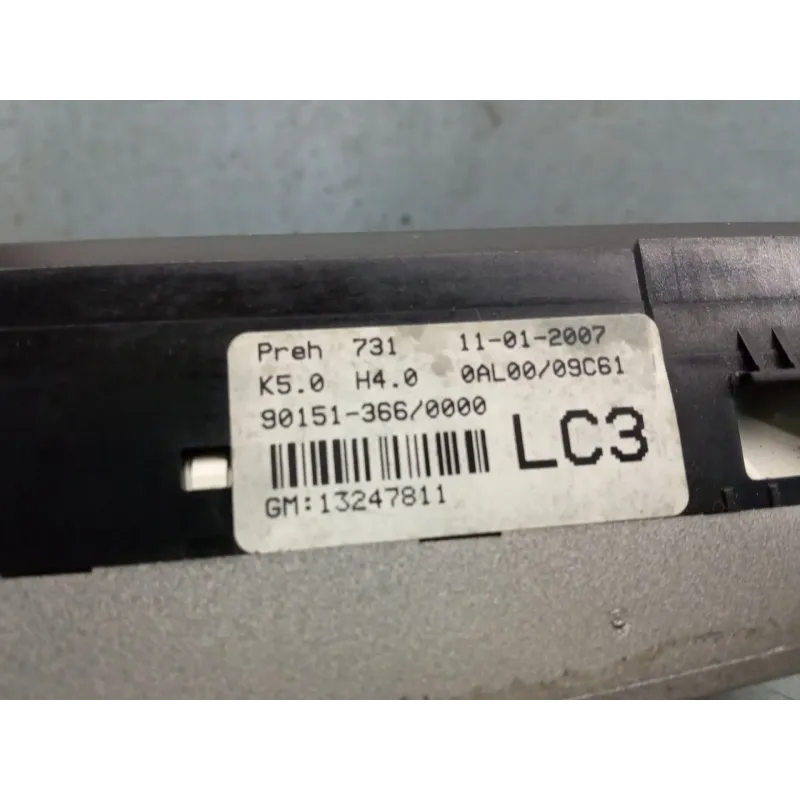 Preh 731 11-01-2007
K5.0 H4.0 0AL00/09C61
90151-366/0000
LC3
GM:13247811